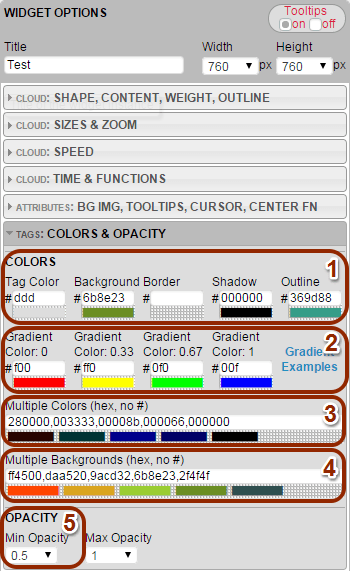 WIDGET OPTIONS
Tooltips
on off
Title Width Height
Test 760 px 760 px
CLOUD: SHAPE, CONTENT, WEIGHT, OUTLINE
CLOUD: SIZES & ZOOM
CLOUD: SPEED
CLOUD: TIME & FUNCTIONS
ATTRIBUTES: BG IMG, TOOLTIPS, CURSOR, CENTER FN
TAGS: COLORS & OPACITY
COLORS
1
Tag Color Background Border Shadow Outline
# ddd # 6b8e23 # # 000000 # 369d88
2
Gradient Gradient Gradient Gradient
Color: 0 Color: 0.33 Color: 0.67 Color: 1
Gradient
Examples
# f00 # ff0 # 0f0 # 00f
Multiple Colors (hex, no #)
3
280000,003333,00008b,000066,000000
Multiple Backgrounds (hex, no #)
4
ff4500,daa520,9acd32,6b8e23,2f4f4f
OPACITY 5
Min Opacity Max Opacity
0.5 1